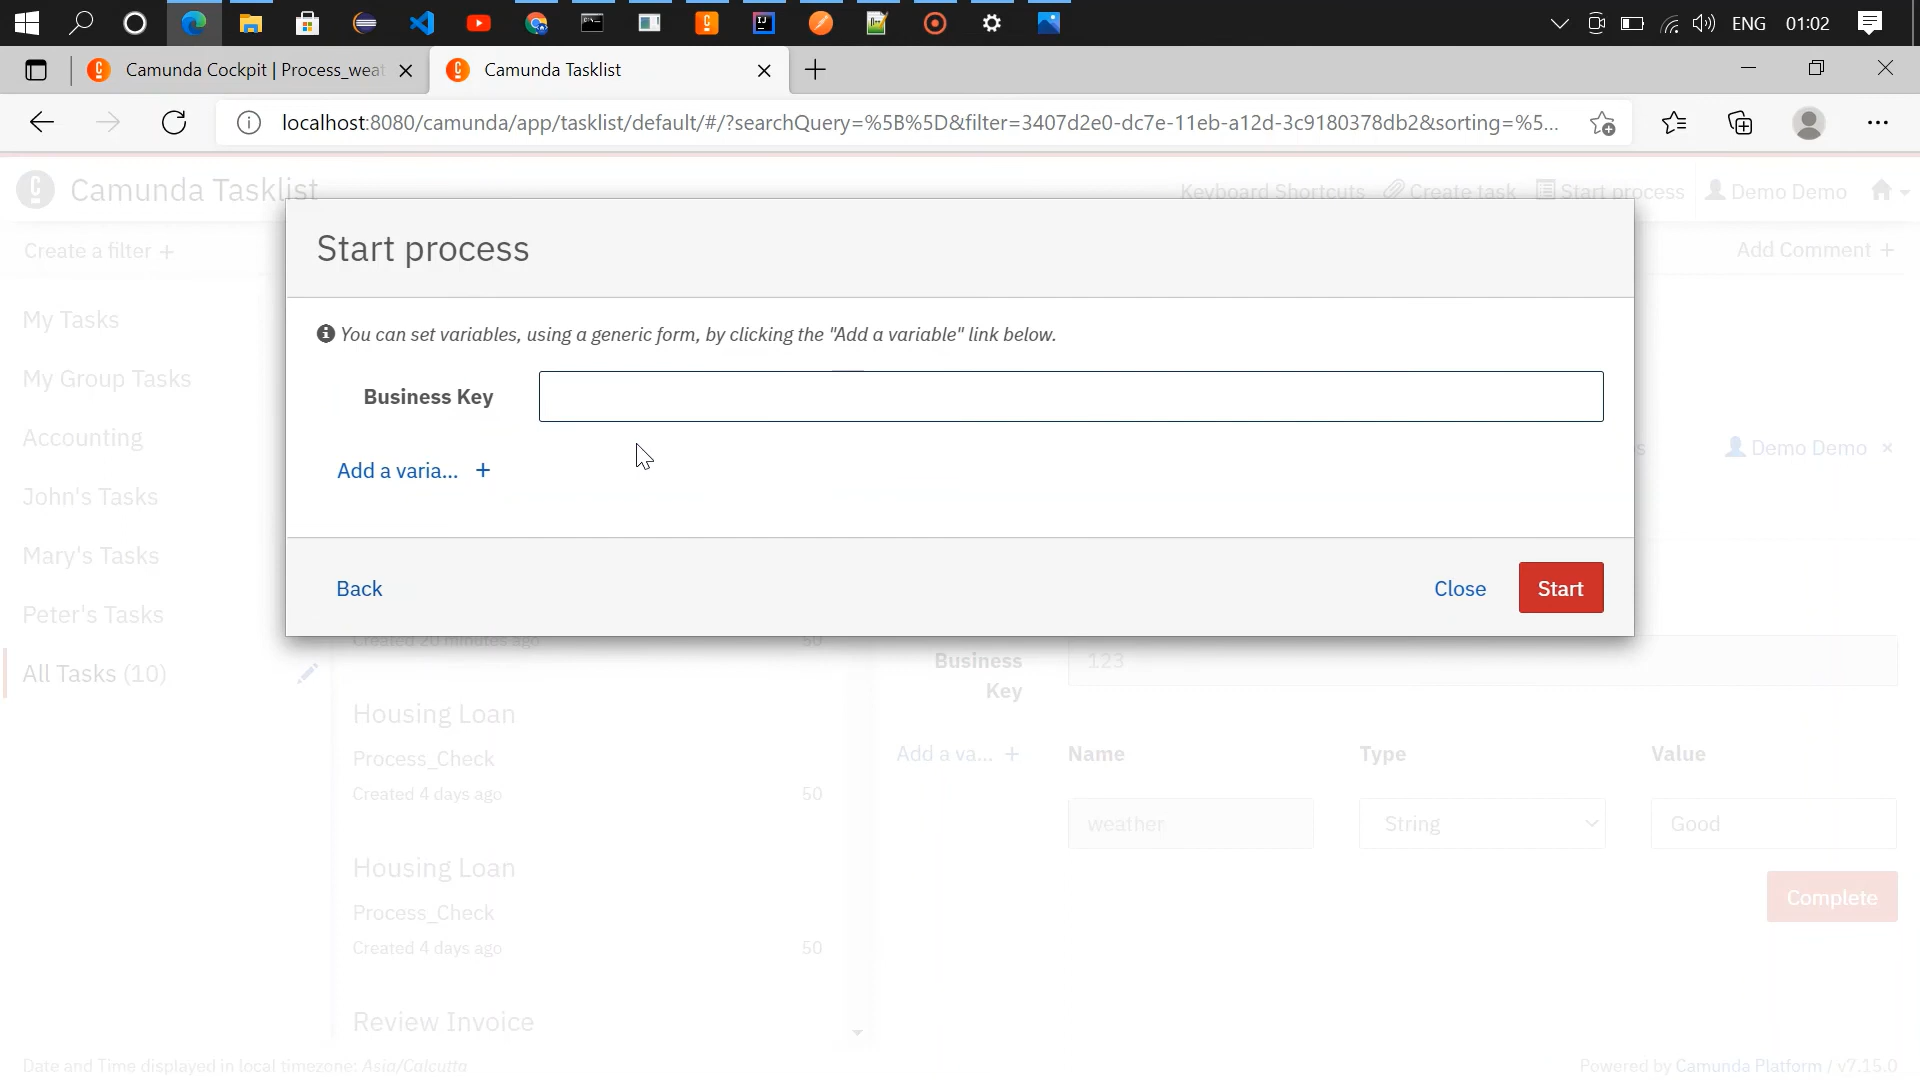 ENG 01:02
Camunda Cockpit | Process_weat
Camunda Tasklist
localhost:8080/camunda/app/tasklist/default/#/?searchQuery=%5B%5D&filter=3407d2e0-dc7e-11eb-a12d-3c9180378db2&sorting=%5...
Camunda Tasklist
Keyboard Shortcuts Create task Start process Demo Demo
Create a filter +
Add Comment +
Start process
You can set variables, using a generic form, by clicking the "Add a variable" link below.
Business Key
Add a varia... +
Back
Close
Start
My Tasks
My Group Tasks
Accounting
John's Tasks
Mary's Tasks
Peter's Tasks
All Tasks (10)
Demo Demo ×
Created 20 minutes ago 50
Housing Loan
Process_Check
Created 4 days ago 50
Housing Loan
Process_Check
Created 4 days ago 50
Review Invoice
Business Key
123
Add a va... +
Name Type Value
weather String Good
Complete
Date and Time displayed in local timezone: Asia/Calcutta
Powered by Camunda Platform / v7.15.0